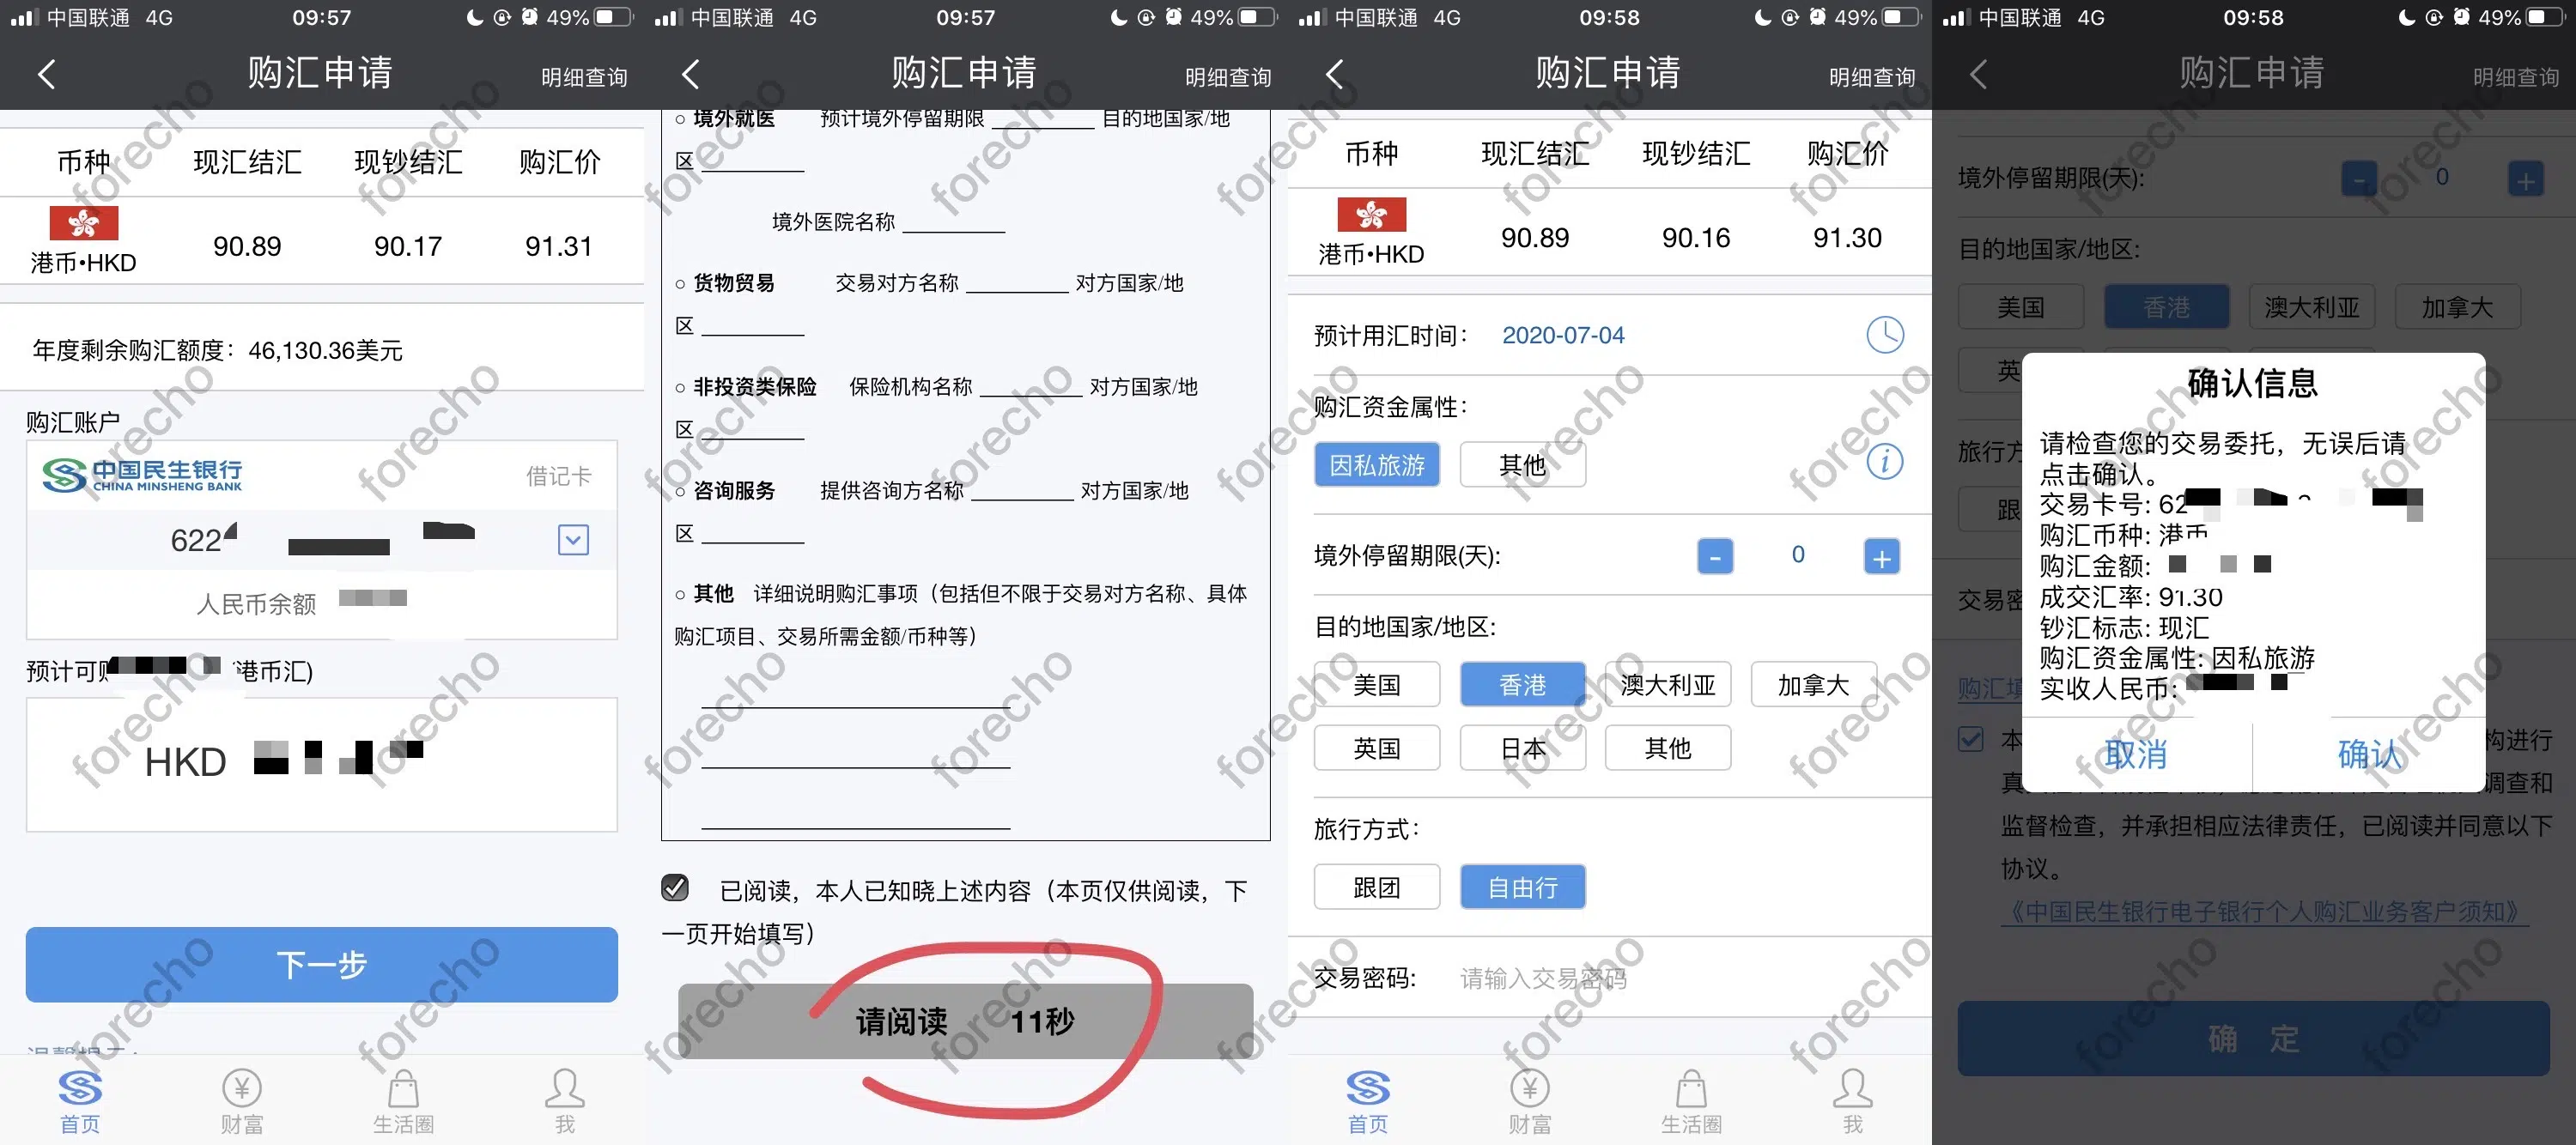 中国联通 4G 09:57 49%
购汇申请 明细查询
币种 现汇结汇 现钞结汇 购汇价
港币•HKD 90.89 90.17 91.31
年度剩余购汇额度：46,130.36美元
购汇账户
中国民生银行
CHINA MINSHENG BANK
借记卡
622
人民币余额
预计可 港币汇)
HKD
下一步
首页 财富 生活圈 我
中国联通 4G 09:57 49%
购汇申请 明细查询
境外就医 预计境外停留期限 目的地国家/地
区
境外医院名称
货物贸易 交易对方名称 对方国家/地
区
非投资类保险 保险机构名称 对方国家/地
区
咨询服务 提供咨询方名称 对方国家/地
区
其他 详细说明购汇事项（包括但不限于交易对方名称、具体
购汇项目、交易所需金额/币种等）
已阅读，本人已知晓上述内容（本页仅供阅读，下
一页开始填写）
请阅读 11秒
中国联通 4G 09:58 49%
购汇申请 明细查询
币种 现汇结汇 现钞结汇 购汇价
港币•HKD 90.89 90.16 91.30
预计用汇时间： 2020-07-04
购汇资金属性：
因私旅游 其他
境外停留期限(天): - 0 +
目的地国家/地区:
美国 香港 澳大利亚 加拿大
英国 日本 其他
旅行方式：
跟团 自由行
交易密码: 请输入交易密码
首页 财富 生活圈 我
中国联通 4G 09:58 49%
购汇申请 明细查询
境外停留期限(天): - 0 +
目的地国家/地区:
美国 香港 澳大利亚 加拿大
英
旅行方
跟
交易密
购汇填
确认信息
请检查您的交易委托，无误后请
点击确认。
交易卡号: 62
购汇币种: 港币
购汇金额:
成交汇率: 91.30
钞汇标志: 现汇
购汇资金属性: 因私旅游
实收人民币:
取消 确认
本 构进行
真 调查和
监督检查，并承担相应法律责任，已阅读并同意以下
协议。
《中国民生银行电子银行个人购汇业务客户须知》
确 定
forecho